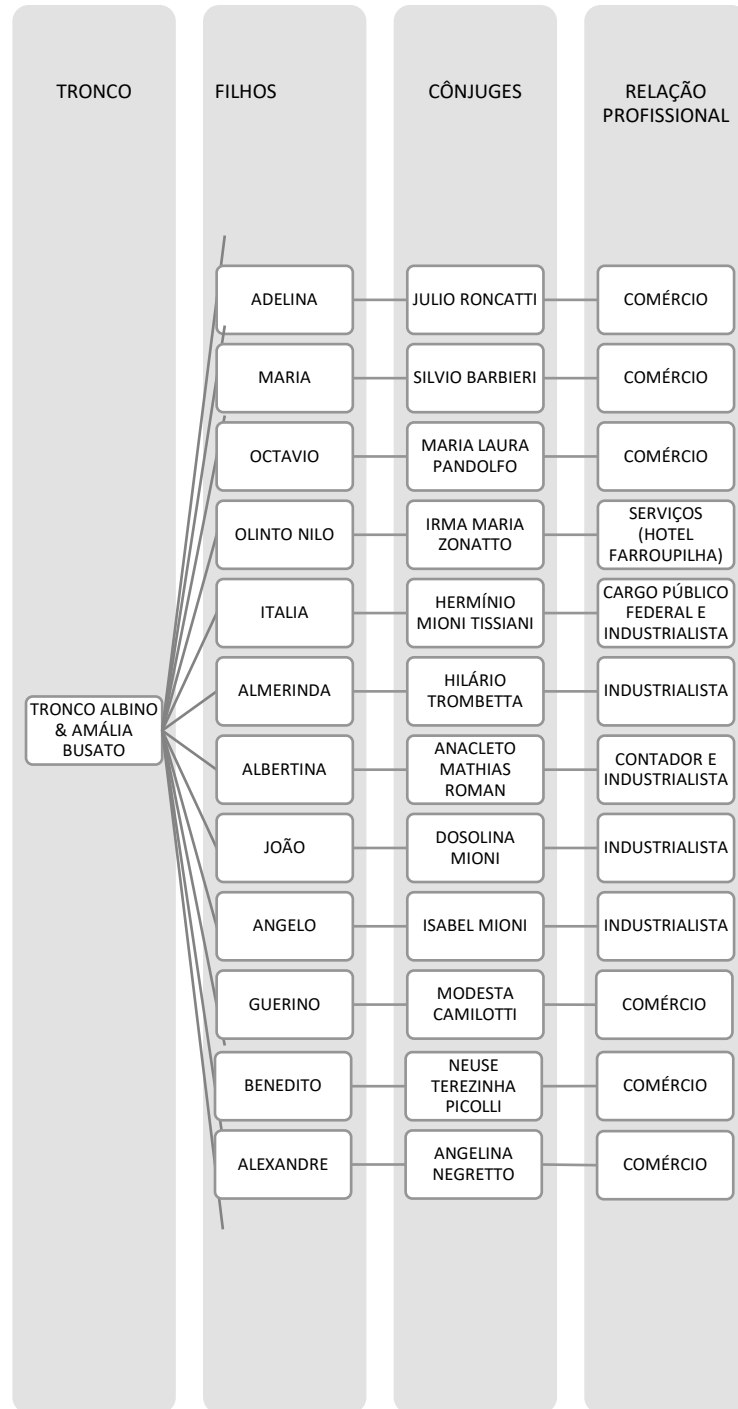 TRONCO
FILHOS
CÔNJUGES
RELAÇÃO
PROFISSIONAL
ADELINA
JULIO RONCATTI
COMÉRCIO
MARIA
SILVIO BARBIERI
COMÉRCIO
OCTAVIO
MARIA LAURA
PANDOLFO
COMÉRCIO
OLINTO NILO
IRMA MARIA
ZONATTO
SERVIÇOS
(HOTEL
FARROUPILHA)
ITALIA
HERMÍNIO
MIONI TISSIANI
CARGO PÚBLICO
FEDERAL E
INDUSTRIALISTA
TRONCO ALBINO
& AMÁLIA
BUSATO
ALMERINDA
HILÁRIO
TROMBETTA
INDUSTRIALISTA
ALBERTINA
ANACLETO
MATHIAS
ROMAN
CONTADOR E
INDUSTRIALISTA
JOÃO
DOSOLINA
MIONI
INDUSTRIALISTA
ANGELO
ISABEL MIONI
INDUSTRIALISTA
GUERINO
MODESTA
CAMILOTTI
COMÉRCIO
BENEDITO
NEUSE
TEREZINHA
PICOLLI
COMÉRCIO
ALEXANDRE
ANGELINA
NEGRETTO
COMÉRCIO